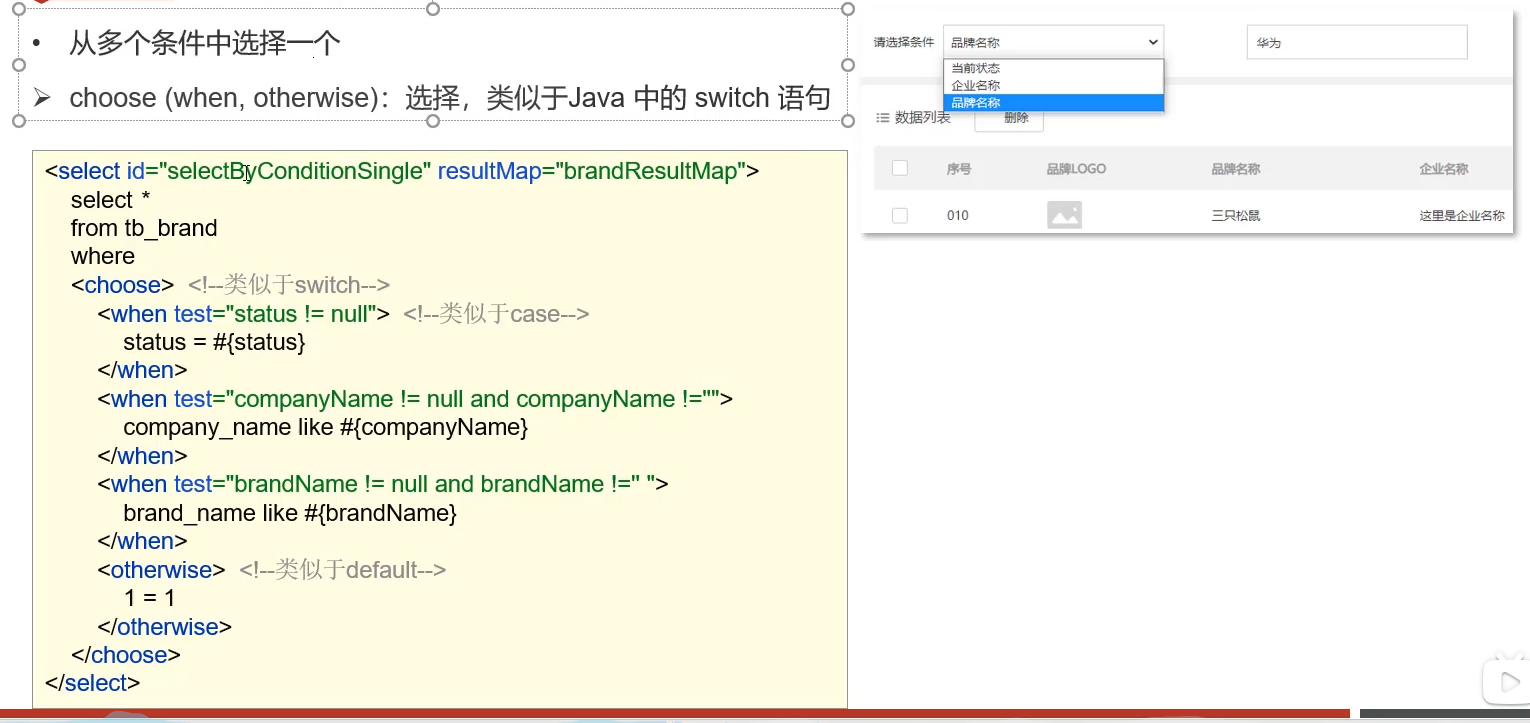 • 从多个条件中选择一个
➢ choose (when, otherwise)：选择，类似于Java 中的 switch 语句
<select id="selectByConditionSingle" resultMap="brandResultMap">
select *
from tb_brand
where
<choose> <!--类似于switch-->
<when test="status != null"> <!--类似于case-->
status = #{status}
</when>
<when test="companyName != null and companyName !=''">
company_name like #{companyName}
</when>
<when test="brandName != null and brandName !='' ">
brand_name like #{brandName}
</when>
<otherwise> <!--类似于default-->
1 = 1
</otherwise>
</choose>
</select>
请选择条件 品牌名称 华为
当前状态
企业名称
品牌名称
数据列表 删除
序号 品牌LOGO 品牌名称 企业名称
010 三只松鼠 这里是企业名称